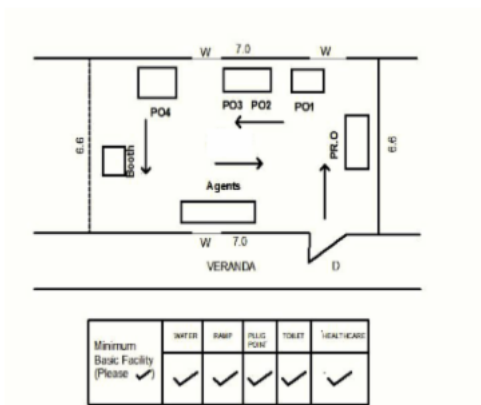 W 7.0 W
PO4 PO3 PO2 PO1
6.6 Booth PR.O 6.6
Agents
W 7.0
VERANDA D
Minimum
Basic Facility
(Please ✓)
WATER RAMP PLUG POINT TOILET HEALTHCARE
✓ ✓ ✓ ✓ ✓